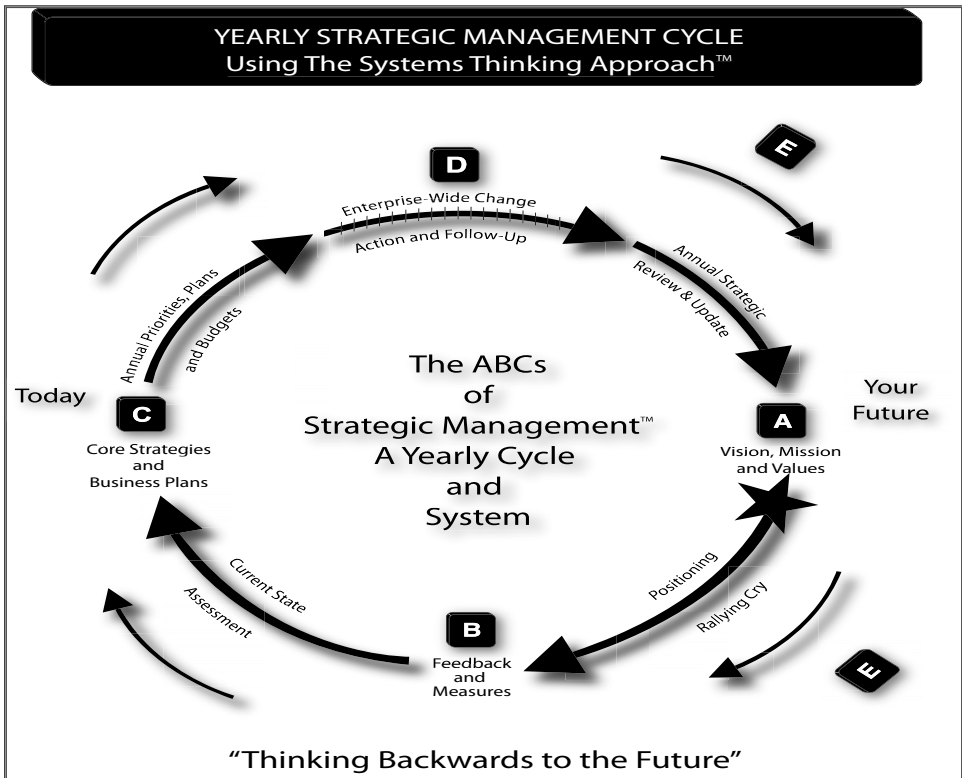 YEARLY STRATEGIC MANAGEMENT CYCLE
Using The Systems Thinking Approach™
E
D
Enterprise-Wide Change
Action and Follow-Up
Annual Strategic
Review & Update
Annual Priorities, Plans
and Budgets
The ABCs
of
Strategic Management™
A Yearly Cycle
and
System
Today
C
Core Strategies
and
Business Plans
Your
Future
A
Vision, Mission
and Values
Positioning
Rallying Cry
Current State
Assessment
B
Feedback
and
Measures
E
“Thinking Backwards to the Future”